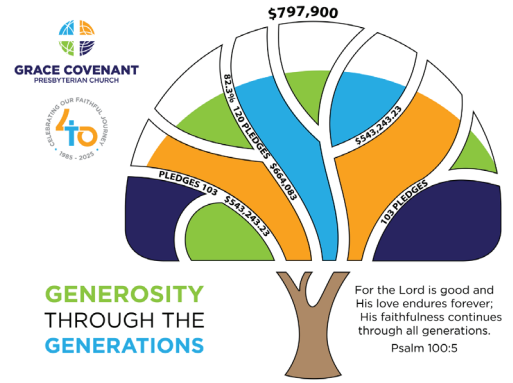 $797,900
GRACE COVENANT
PRESBYTERIAN CHURCH
CELEBRATING OUR FAITHFUL JOURNEY
40
1985 - 2025
82.3% 120 PLEDGES $664,083
$543,243.23
PLEDGES 103 $543,243.23
103 PLEDGES
GENEROSITY
THROUGH THE
GENERATIONS
For the Lord is good and
His love endures forever;
His faithfulness continues
through all generations.
Psalm 100:5